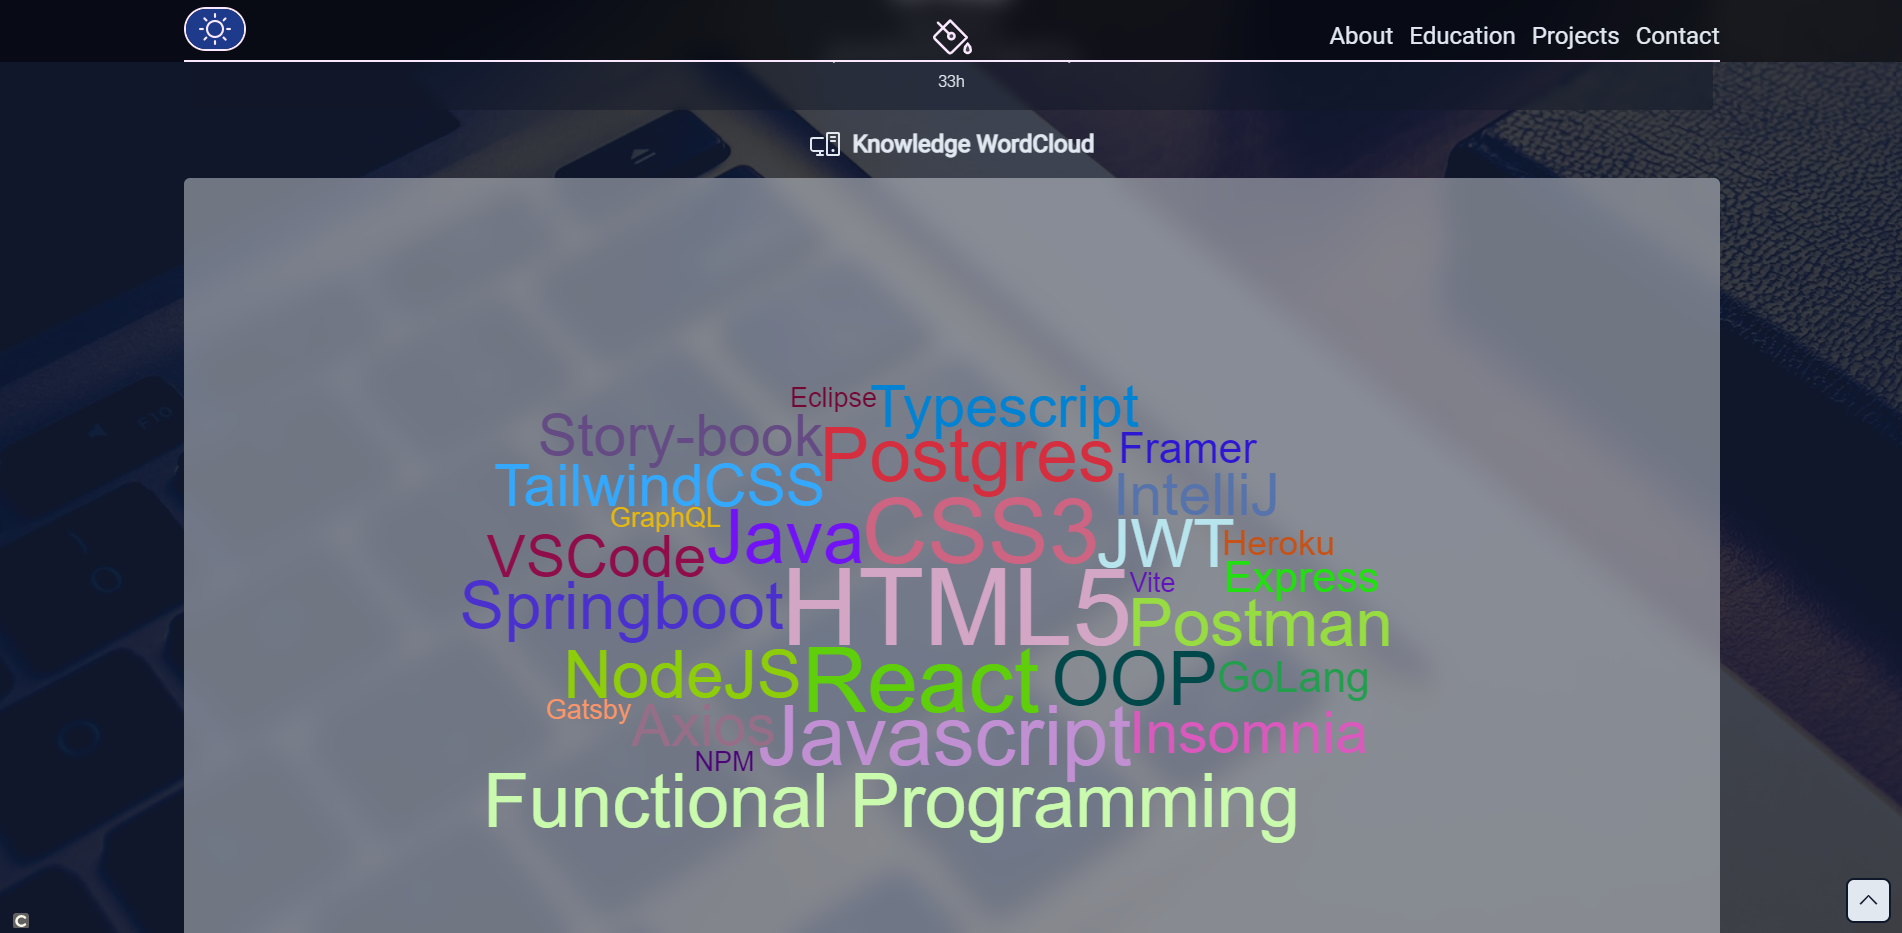 About Education Projects Contact
33h
Knowledge WordCloud
Eclipse Typescript
Story-book Postgres Framer
TailwindCSS IntelliJ
GraphQL Java CSS3 JWT Heroku
VSCode Vite Express
Springboot HTML5 Postman
NodeJS React OOP GoLang
Gatsby Axios Javascript Insomnia
NPM
Functional Programming
F10